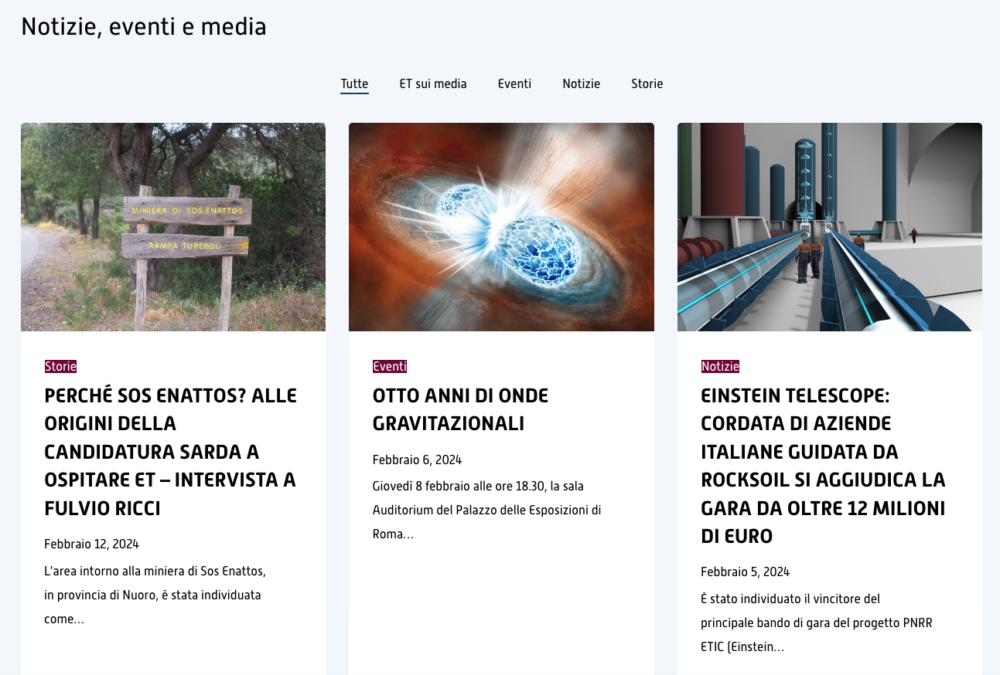 Notizie, eventi e media
Tutte
ET sui media
Eventi
Notizie
Storie
MINIERA DI SOS ENATTOS
RAMPA TUPEDDU
Storie
PERCHÉ SOS ENATTOS? ALLE
ORIGINI DELLA
CANDIDATURA SARDA A
OSPITARE ET – INTERVISTA A
FULVIO RICCI
Febbraio 12, 2024
L’area intorno alla miniera di Sos Enattos,
in provincia di Nuoro, è stata individuata
come…
Eventi
OTTO ANNI DI ONDE
GRAVITAZIONALI
Febbraio 6, 2024
Giovedì 8 febbraio alle ore 18.30, la sala
Auditorium del Palazzo delle Esposizioni di
Roma…
Notizie
EINSTEIN TELESCOPE:
CORDATA DI AZIENDE
ITALIANE GUIDATA DA
ROCKSOIL SI AGGIUDICA LA
GARA DA OLTRE 12 MILIONI
DI EURO
Febbraio 5, 2024
È stato individuato il vincitore del
principale bando di gara del progetto PNRR
ETIC (Einstein…